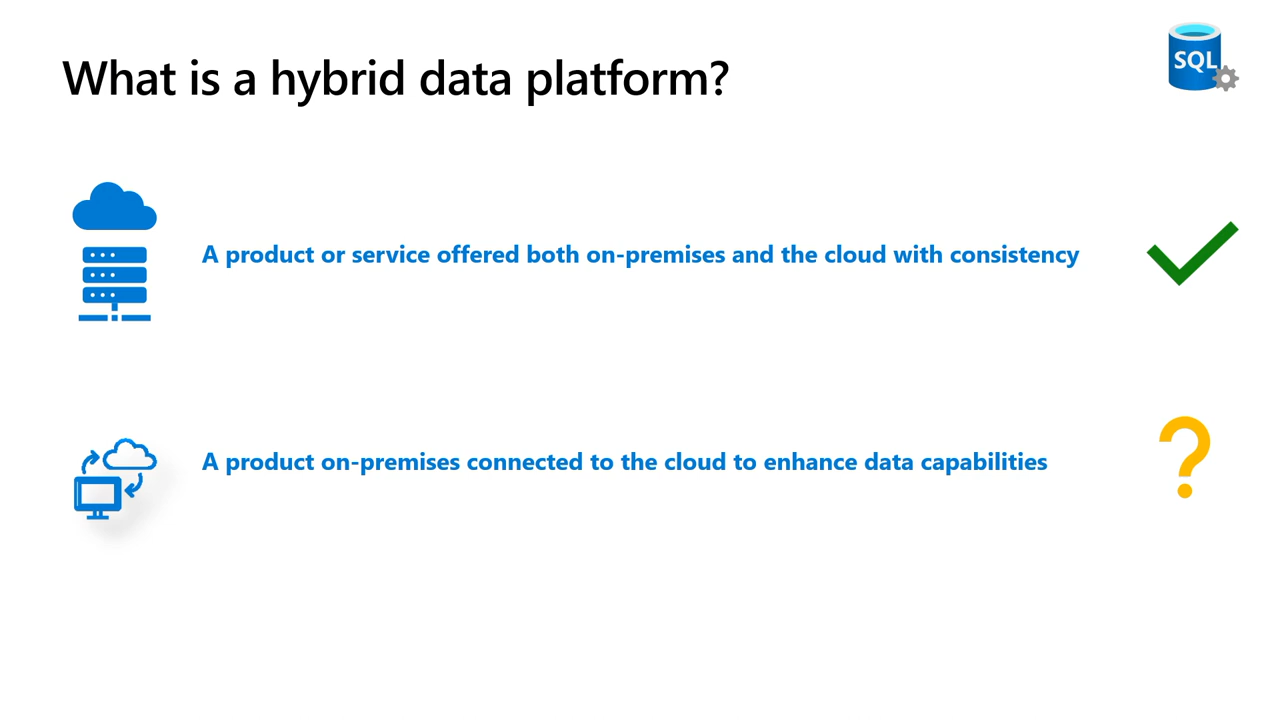 What is a hybrid data platform?
SQL
A product or service offered both on-premises and the cloud with consistency
A product on-premises connected to the cloud to enhance data capabilities
?